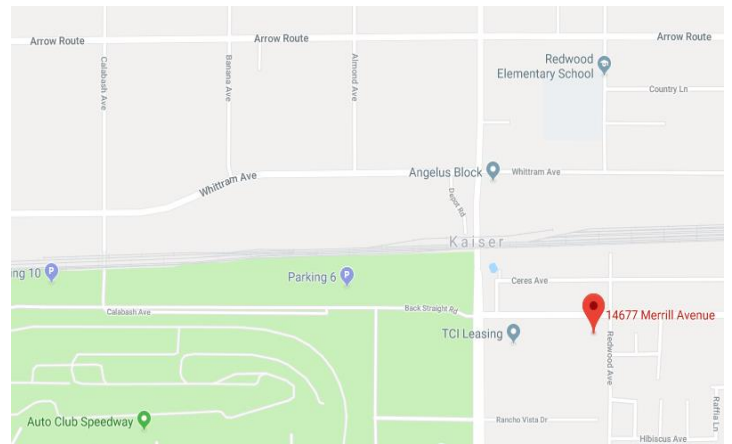 Arrow Route
Arrow Route
Arrow Route
Calabash Ave
Banana Ave
Almond Ave
Redwood
Elementary School
Country Ln
Whittram Ave
Angelus Block
Whittram Ave
Depot Rd
Kaiser
ing 10
P
Parking 6
P
Ceres Ave
Calabash Ave
Back Straight Rd
14677 Merrill Avenue
TCI Leasing
Redwood Ave
Auto Club Speedway
Rancho Vista Dr
Raffia Ln
Hibiscus Ave